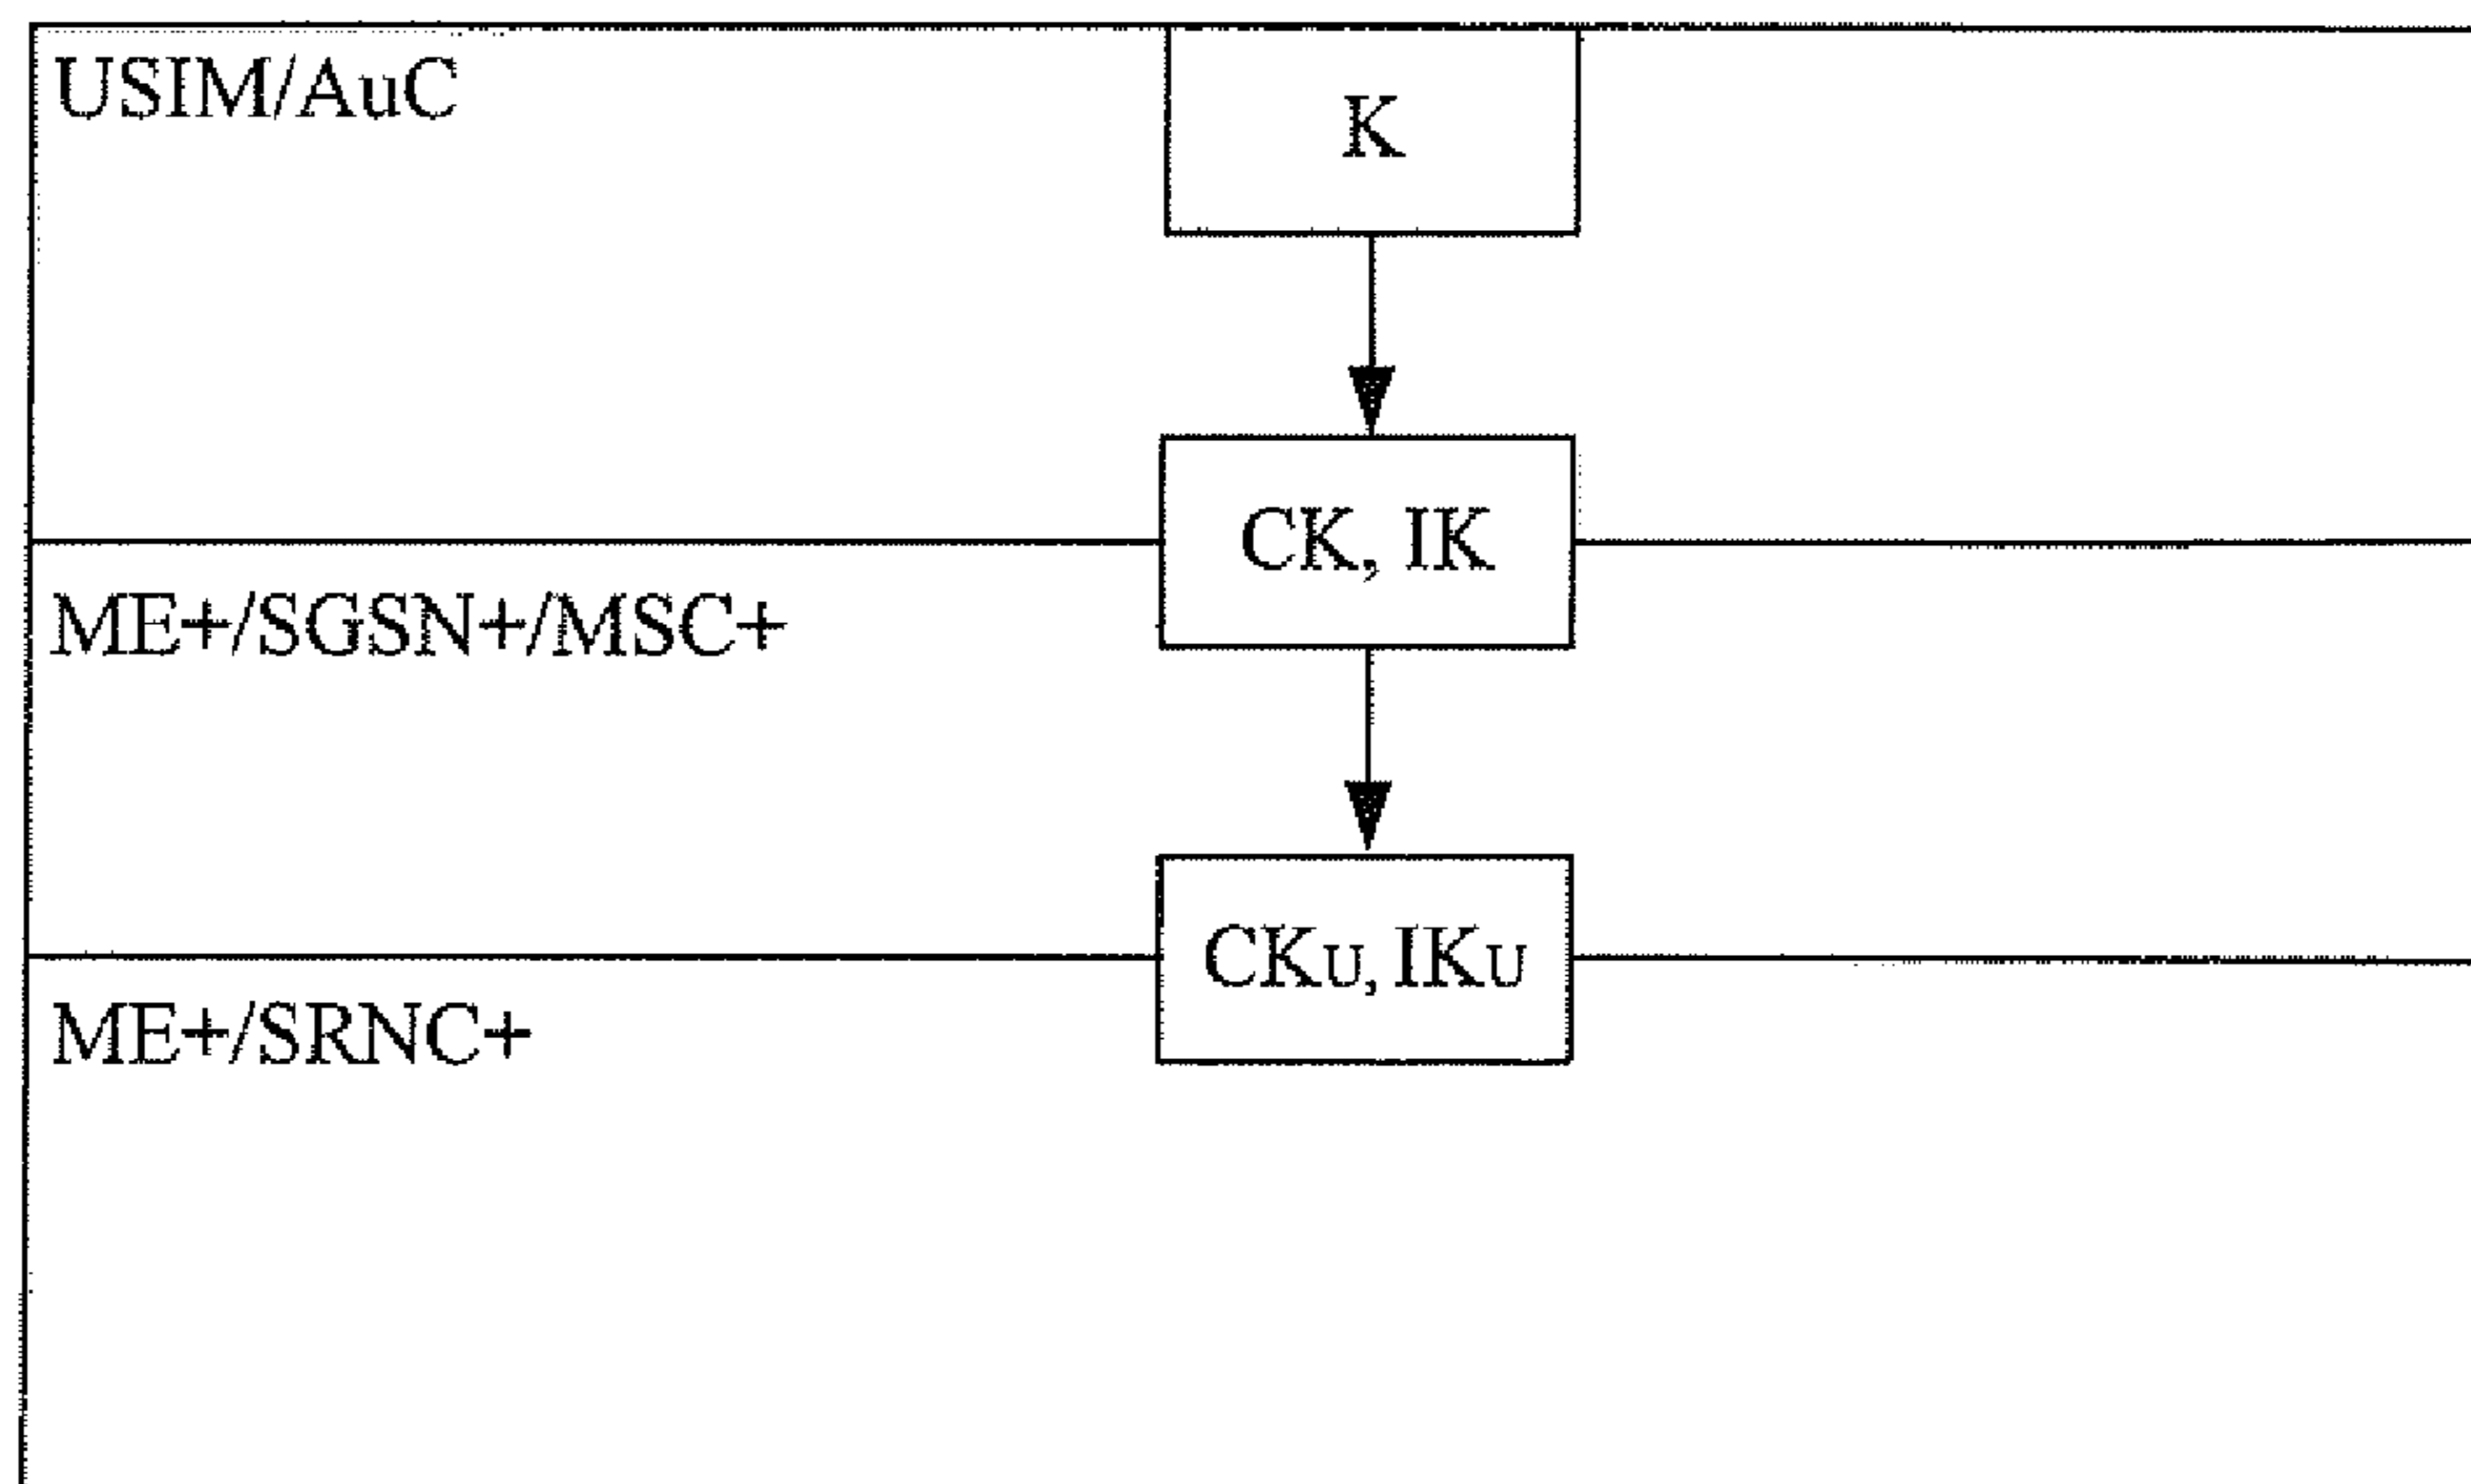 USIM/AuC
K
CK, IK
ME+/SGSN+/MSC+
CKU, IKU
ME+/SRNC+